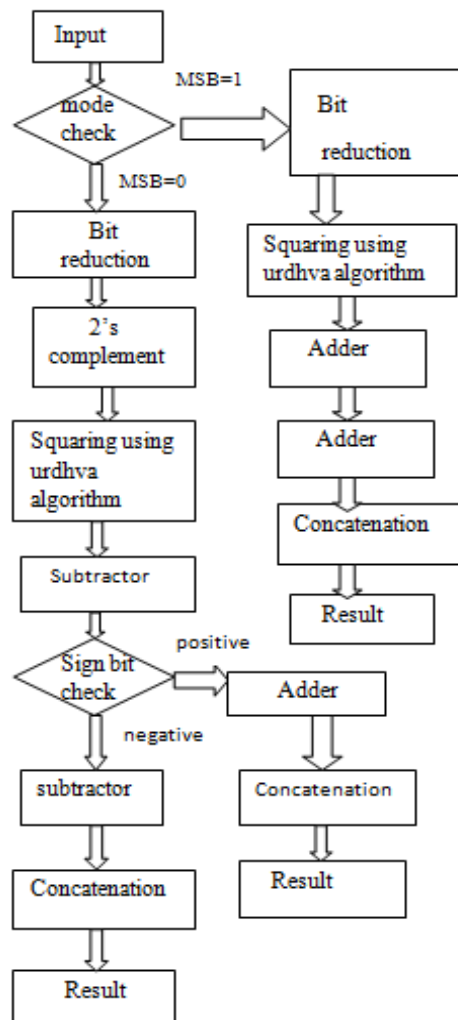 Input
MSB=1
mode
check
Bit
reduction
MSB=0
Bit
reduction
Squaring using
urdhva algorithm
2's
complement
Adder
Squaring using
urdhva
algorithm
Adder
Concatenation
Subtractor
Result
positive
Sign bit
check
Adder
negative
subtractor
Concatenation
Concatenation
Result
Result